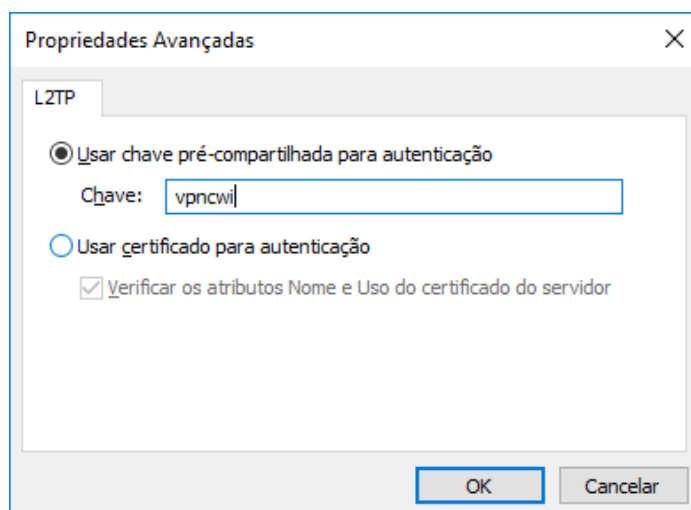 Propriedades Avançadas
L2TP
Usar chave pré-compartilhada para autenticação
Chave: vpncwi
Usar certificado para autenticação
Verificar os atributos Nome e Uso do certificado do servidor
OK Cancelar